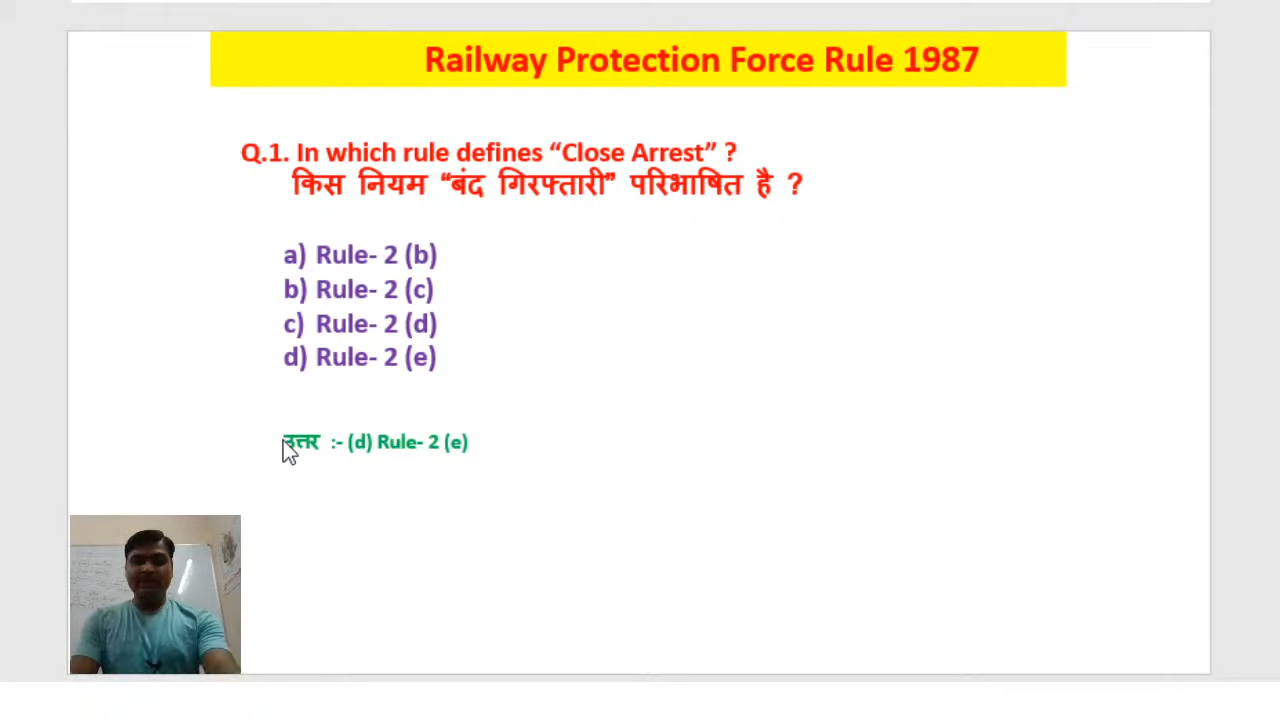 Railway Protection Force Rule 1987
Q.1. In which rule defines “Close Arrest” ?
किस नियम “बंद गिरफ्तारी” परिभाषित है ?
a) Rule- 2 (b)
b) Rule- 2 (c)
c) Rule- 2 (d)
d) Rule- 2 (e)
उत्तर :- (d) Rule- 2 (e)